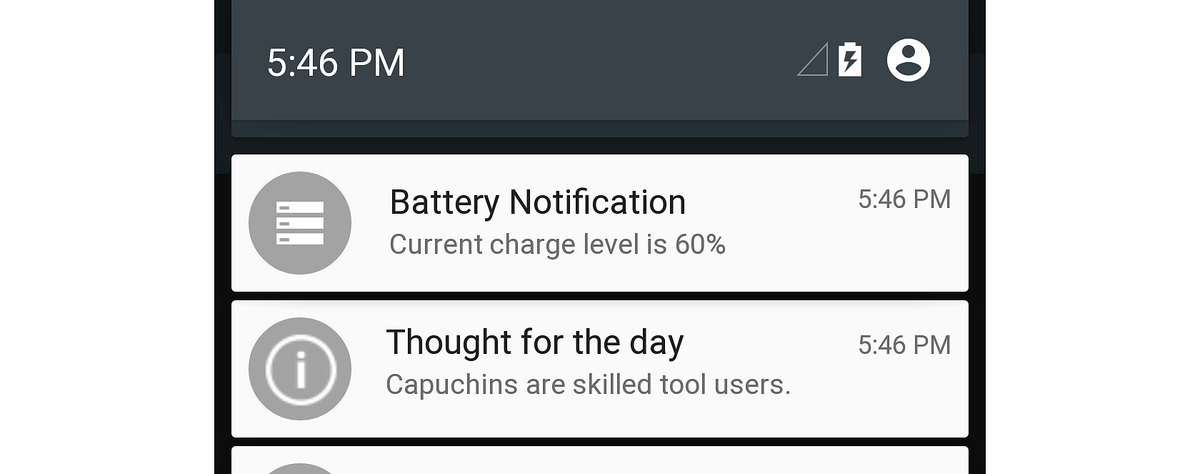 5:46 PM
Battery Notification
5:46 PM
Current charge level is 60%
Thought for the day
5:46 PM
Capuchins are skilled tool users.